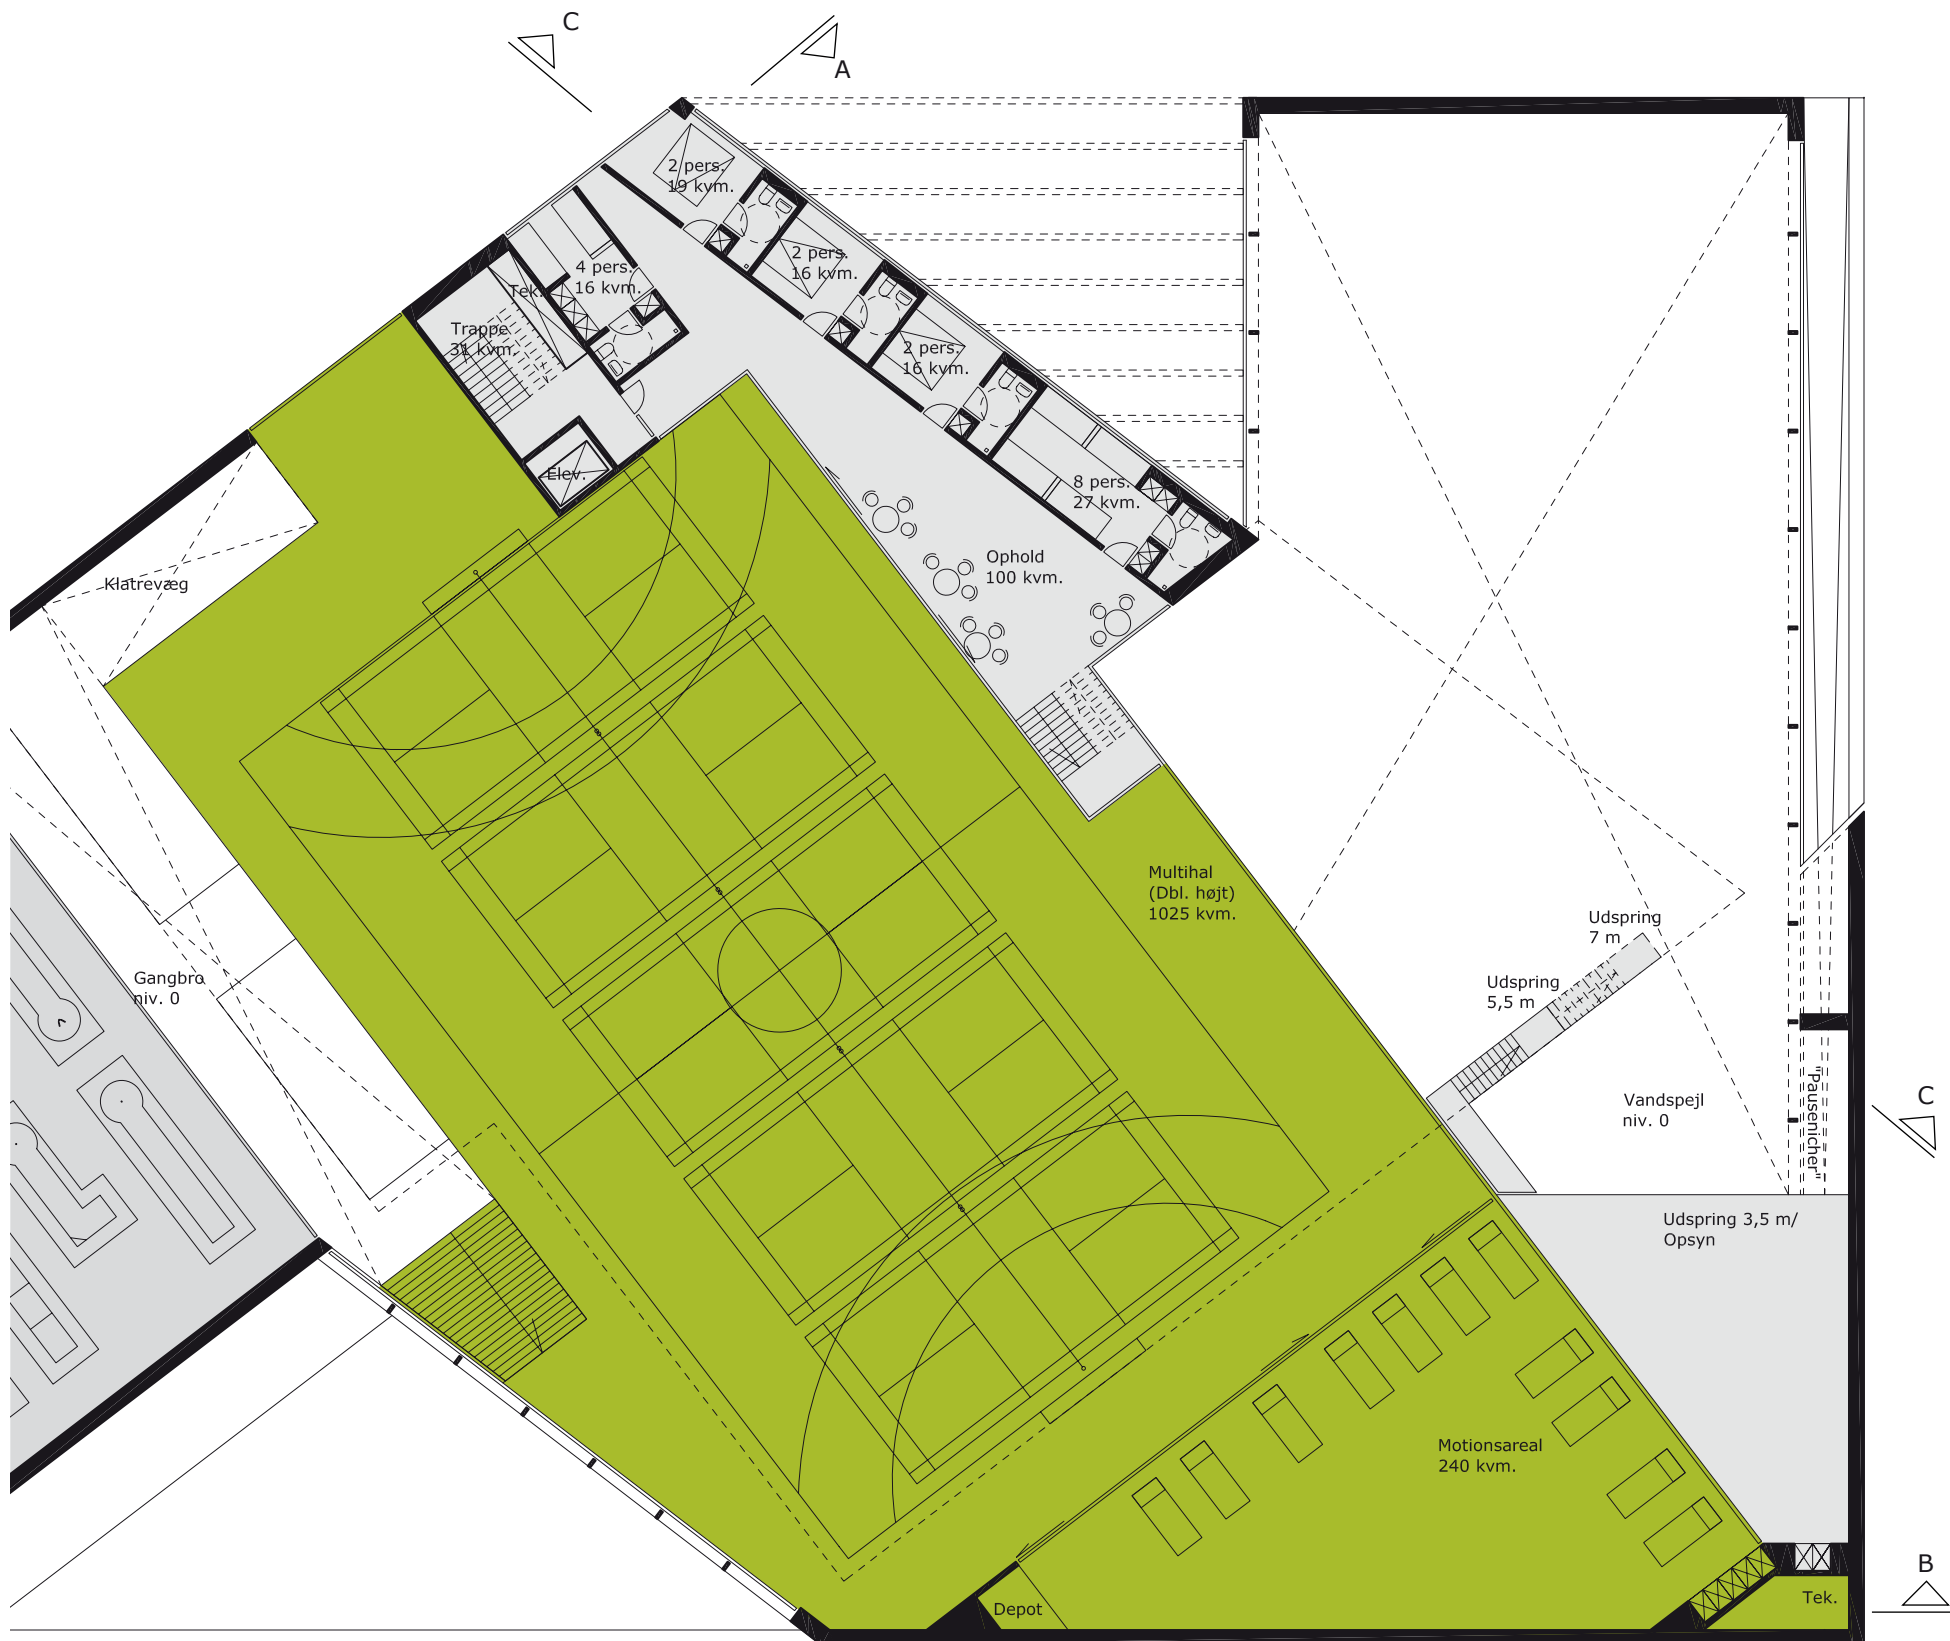 C
A
2 pers.
19 kvm.
2 pers.
16 kvm.
4 pers.
16 kvm.
Tek.
Trappe
31 kvm.
2 pers.
16 kvm.
Elev.
8 pers.
27 kvm.
Ophold
100 kvm.
Klatrevæg
Multihal
(Dbl. højt)
1025 kvm.
Udspring
7 m
Gangbro
niv. 0
Udspring
5,5 m
Vandspejl
niv. 0
"Pausenicher"
C
Udspring 3,5 m/
Opsyn
Motionsareal
240 kvm.
B
Depot
Tek.